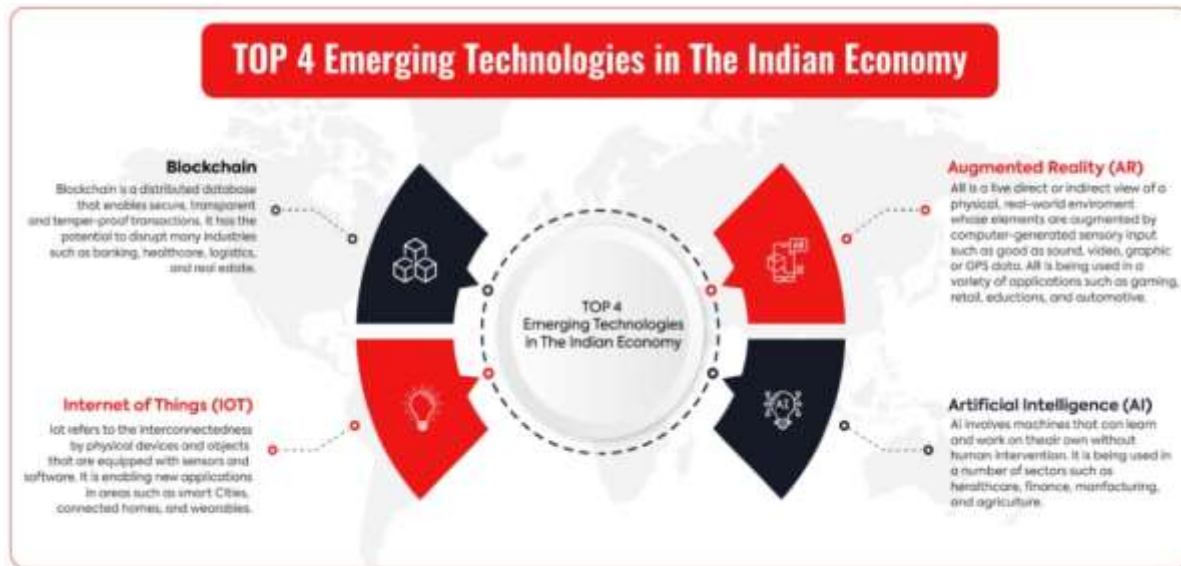 TOP 4 Emerging Technologies in The Indian Economy
Blockchain
Blockchain is a distributed database
that enables secure, transparent
and temper-proof transactions. It has the
potential to disrupt many industries
such as banking, healthcare, logistics,
and real estate.
Internet of Things (IOT)
Iot refers to the interconnectedness
by physical devices and objects
that are equipped with sensors and
software. It is enabling new applications
in areas such as smart Cities,
connected homes, and wearables.
TOP 4
Emerging Technologies
in The Indian Economy
AR
AI
Augmented Reality (AR)
AR is a live direct or indirect view of a
physical, real-world enviroment
whose elements are augmented by
computer-generated sensory input
such as good as sound, video, graphic
or GPS data. AR is being used in a
variety of applications such as gaming,
retail, eductions, and automotive.
Artificial Intelligence (AI)
AI involves machines that can learn
and work on theair own without
human intervention. It is being used in
a number of sectors such as
heralthcare, finance, manfacturing,
and agriculture.